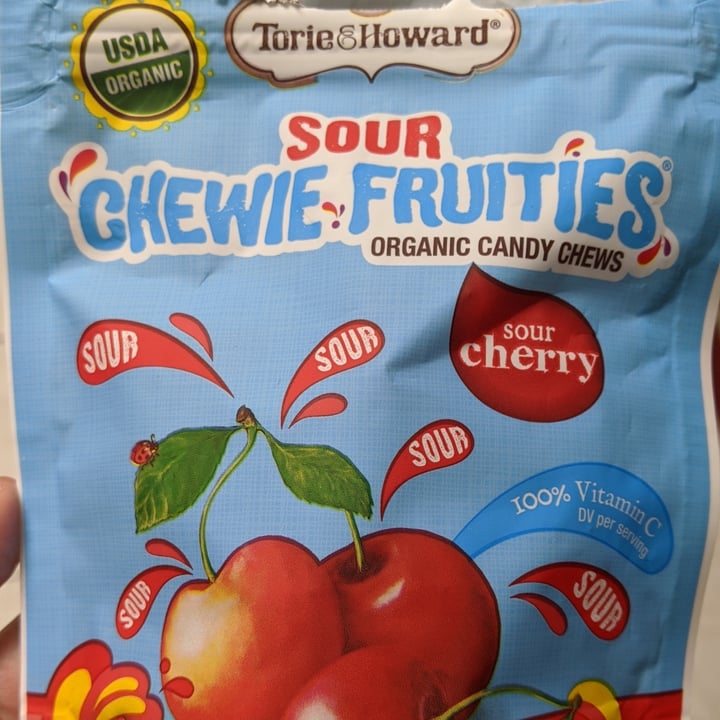 USDA
ORGANIC
Torie&Howard®
SOUR
CHEWIE FRUITIES®
ORGANIC CANDY CHEWS
sour
cherry
SOUR
SOUR
SOUR
100% Vitamin C
DV per serving
SOUR
SOUR